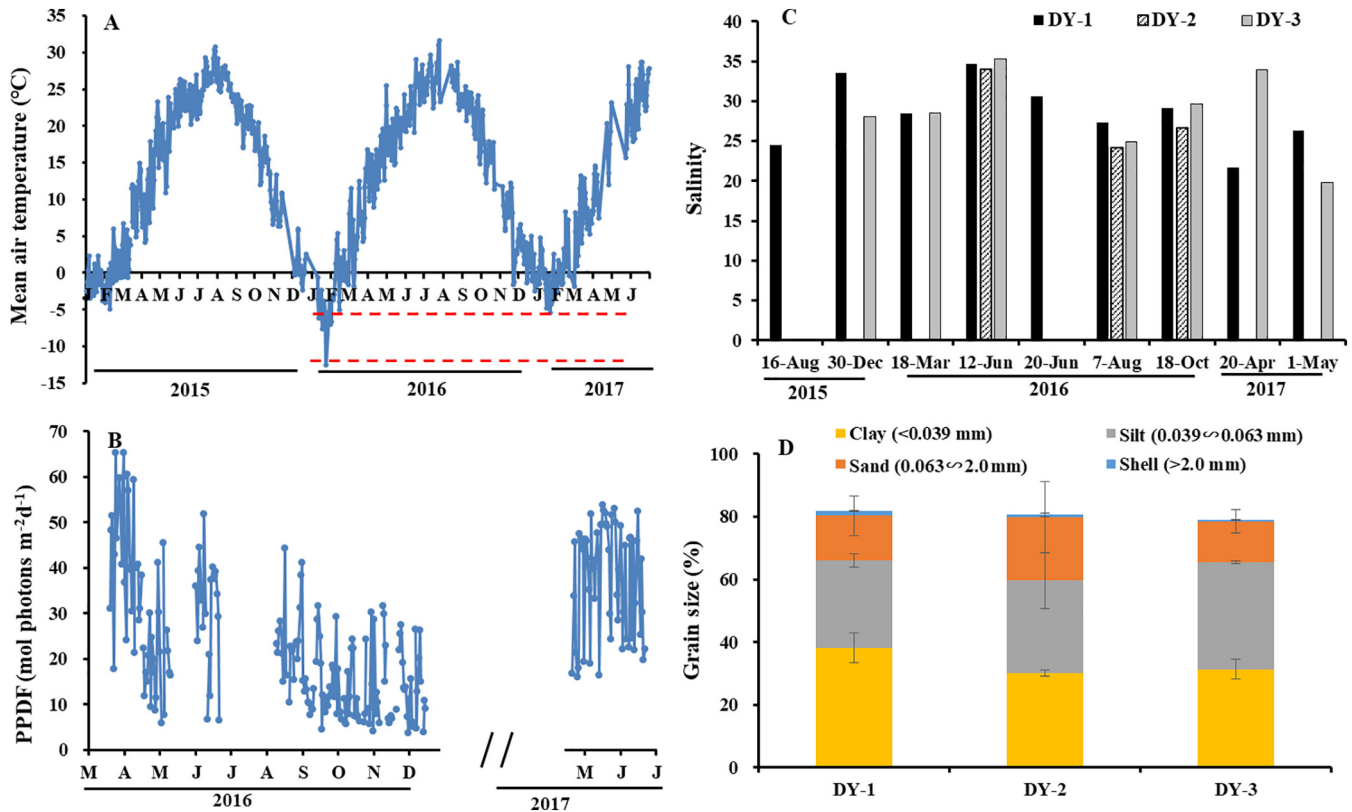 A
Mean air temperature (°C)
35
30
25
20
15
10
5
0
-5
-10
-15
J F M A M J J A S O N D J F M A M J J A S O N D J F M A M J
2015 2016 2017
B
PPDF (mol photons m⁻²d⁻¹)
70
60
50
40
30
20
10
0
M A M J J A S O N D // M J J
2016 2017
C
DY-1 DY-2 DY-3
Salinity
40
35
30
25
20
15
10
5
0
16-Aug 30-Dec 18-Mar 12-Jun 20-Jun 7-Aug 18-Oct 20-Apr 1-May
2015 2016 2017
D
Clay (<0.039 mm) Silt (0.039∽0.063 mm)
Sand (0.063∽2.0 mm) Shell (>2.0 mm)
Grain size (%)
100
80
60
40
20
0
DY-1 DY-2 DY-3